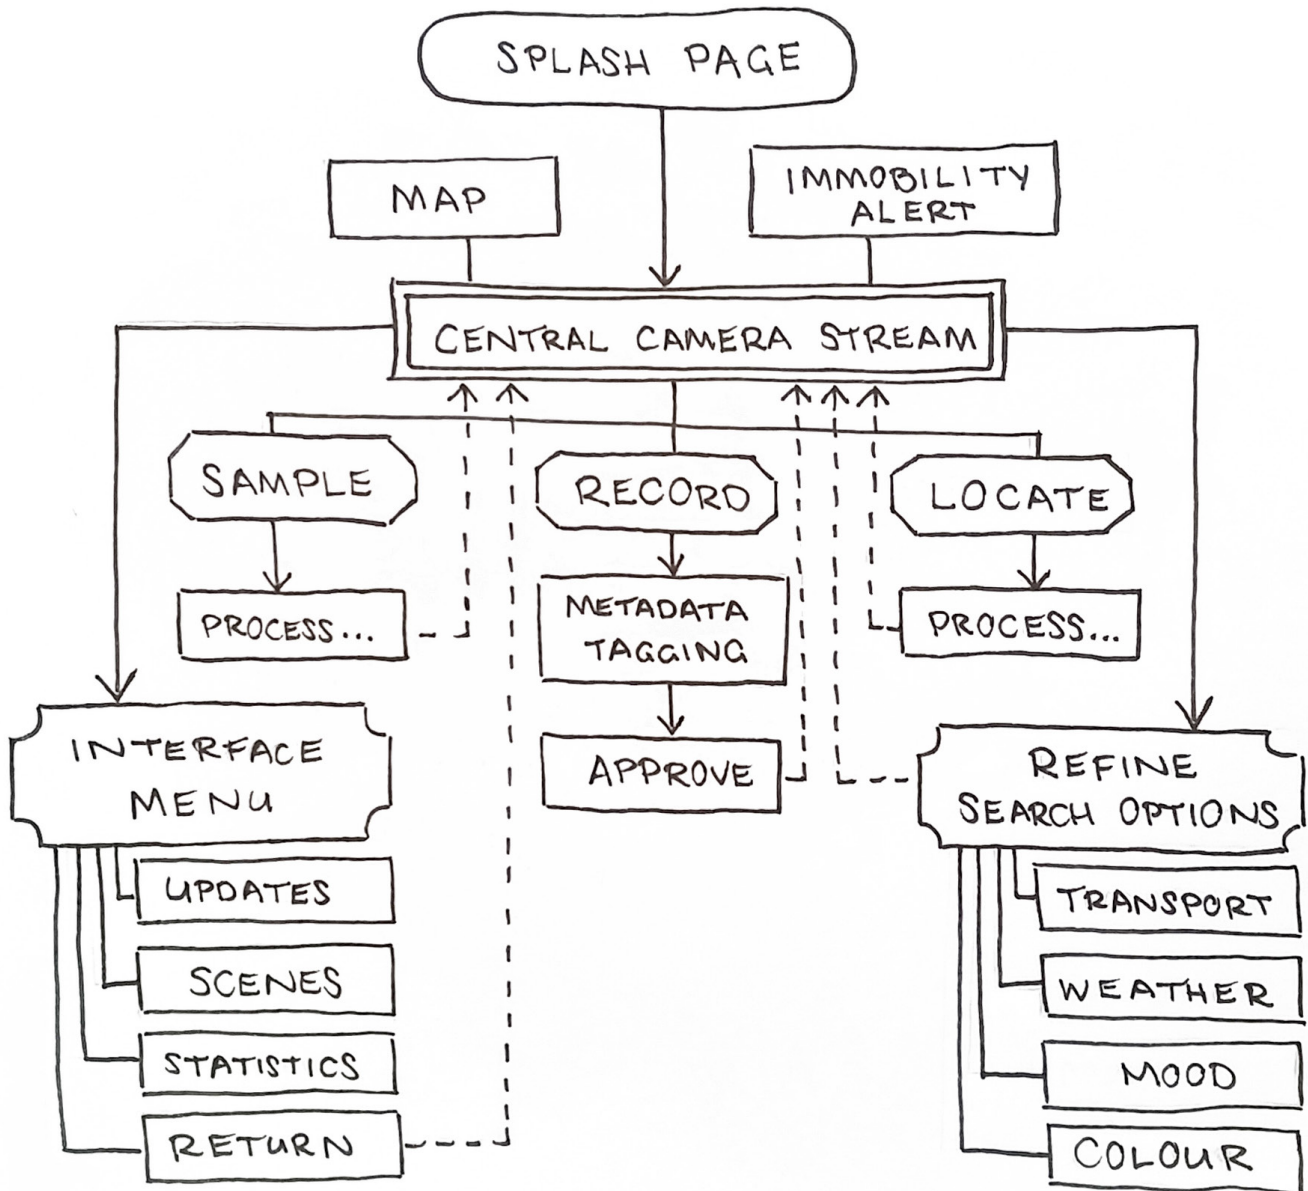 SPLASH PAGE
MAP
IMMOBILITY
ALERT
CENTRAL CAMERA STREAM
SAMPLE
RECORD
LOCATE
PROCESS...
METADATA
TAGGING
PROCESS...
APPROVE
INTERFACE
MENU
REFINE
SEARCH OPTIONS
UPDATES
SCENES
STATISTICS
RETURN
TRANSPORT
WEATHER
MOOD
COLOUR